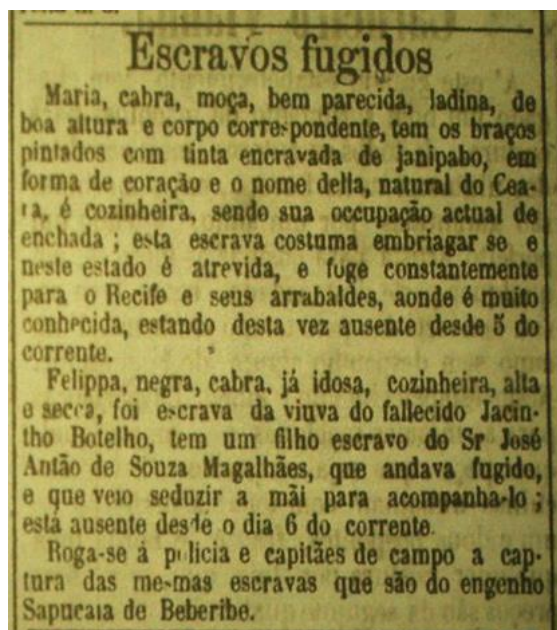 Escravos fugidos
Maria, cabra, moça, bem parecida, ladina, de
boa altura e corpo correspondente, tem os braços
pintados com tinta encravada de janipabo, em
forma de coração e o nome della, natural do Cea-
ra, é cozinheira, sendo sua occupação actual de
enchada ; esta escrava costuma embriagar se e
neste estado é atrevida, e fuge constantemente
para o Recife e seus arrabaldes, aonde é muito
conhecida, estando desta vez ausente desde 5 do
corrente.
Felippa, negra, cabra, já idosa, cozinheira, alta
e secca, foi escrava da viuva do fallecido Jacin-
tho Botelho, tem um filho escravo do Sr José
Antão de Souza Magalhães, que andava fugido,
e que veio seduzir a mãi para acompanha-lo ;
está ausente desde o dia 6 do corrente.
Roga-se á policia e capitães de campo a cap-
tura das mesmas escravas que são do engenho
Sapucaia de Beberibe.